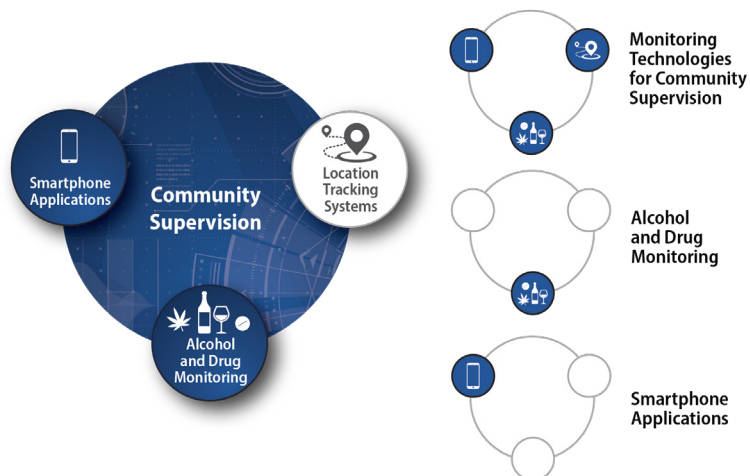 Smartphone
Applications
Community
Supervision
Location
Tracking
Systems
Alcohol
and Drug
Monitoring
Monitoring
Technologies
for Community
Supervision
Alcohol
and Drug
Monitoring
Smartphone
Applications